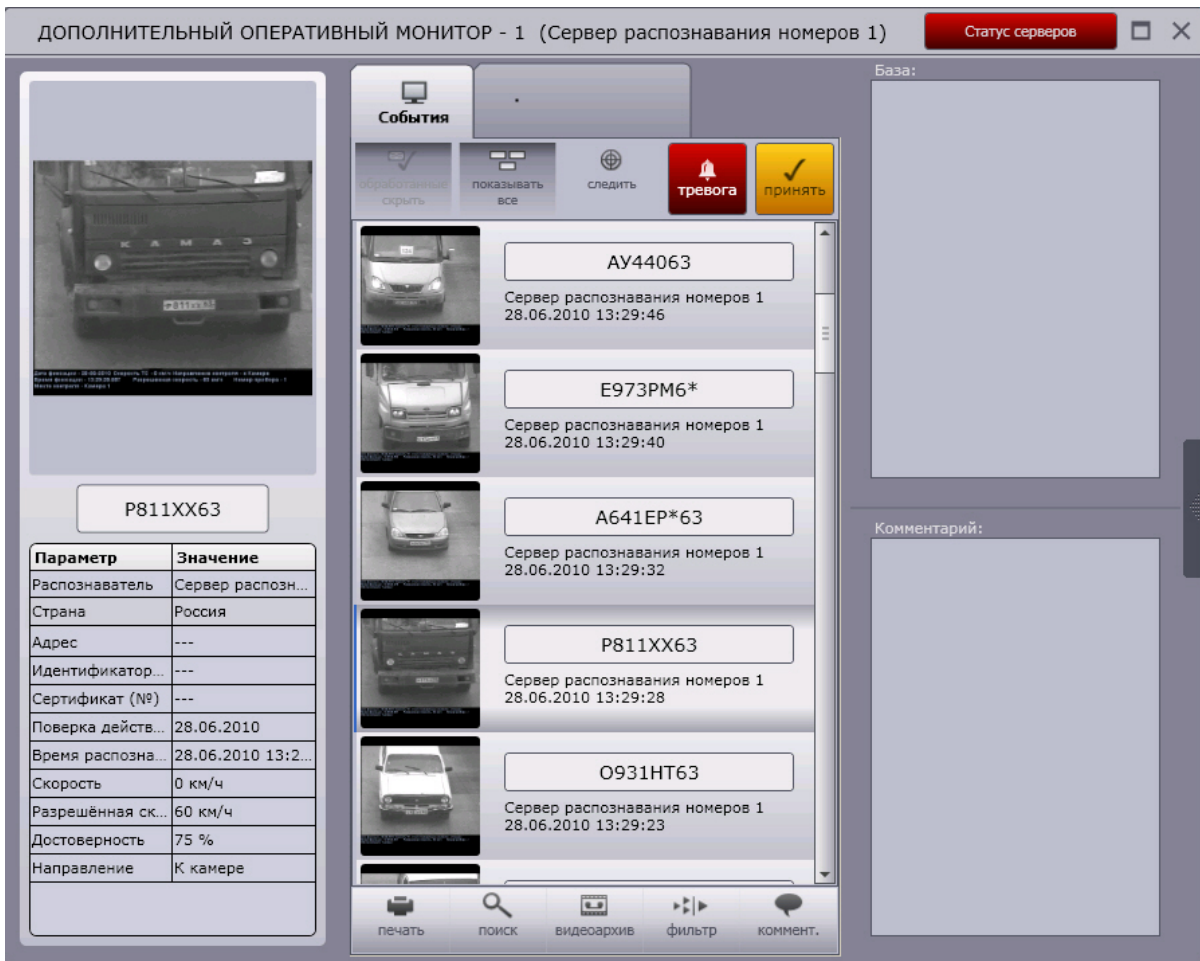 ДОПОЛНИТЕЛЬНЫЙ ОПЕРАТИВНЫЙ МОНИТОР - 1 (Сервер распознавания номеров 1)
Статус серверов
КАМАЗ
P811XX63
Параметр Значение
Распознаватель Сервер распозн...
Страна Россия
Адрес ---
Идентификатор... ---
Сертификат (№) ---
Поверка действ... 28.06.2010
Время распозна... 28.06.2010 13:2...
Скорость 0 км/ч
Разрешённая ск... 60 км/ч
Достоверность 75 %
Направление К камере
События
обработанные скрыть
показывать все
следить
тревога
принять
АУ44063
Сервер распознавания номеров 1
28.06.2010 13:29:46
Е973РМ6*
Сервер распознавания номеров 1
28.06.2010 13:29:40
А641ЕР*63
Сервер распознавания номеров 1
28.06.2010 13:29:32
Р811ХХ63
Сервер распознавания номеров 1
28.06.2010 13:29:28
О931НТ63
Сервер распознавания номеров 1
28.06.2010 13:29:23
печать
поиск
видеоархив
фильтр
коммент.
База:
Комментарий: